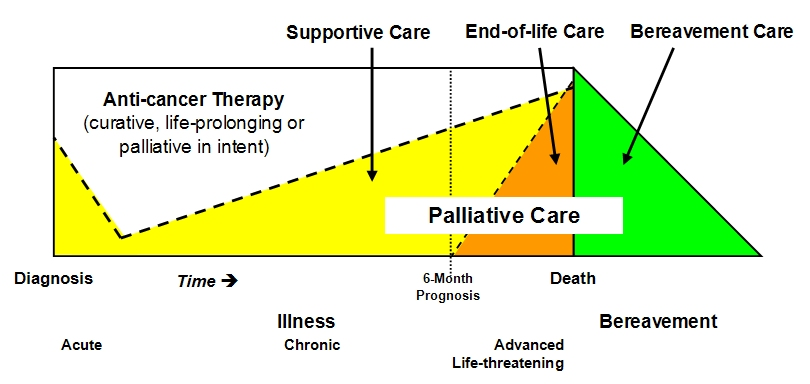 Supportive Care
End-of-life Care
Bereavement Care
Anti-cancer Therapy
(curative, life-prolonging or
palliative in intent)
Palliative Care
Diagnosis
Time →
6-Month
Prognosis
Death
Illness
Bereavement
Acute
Chronic
Advanced
Life-threatening